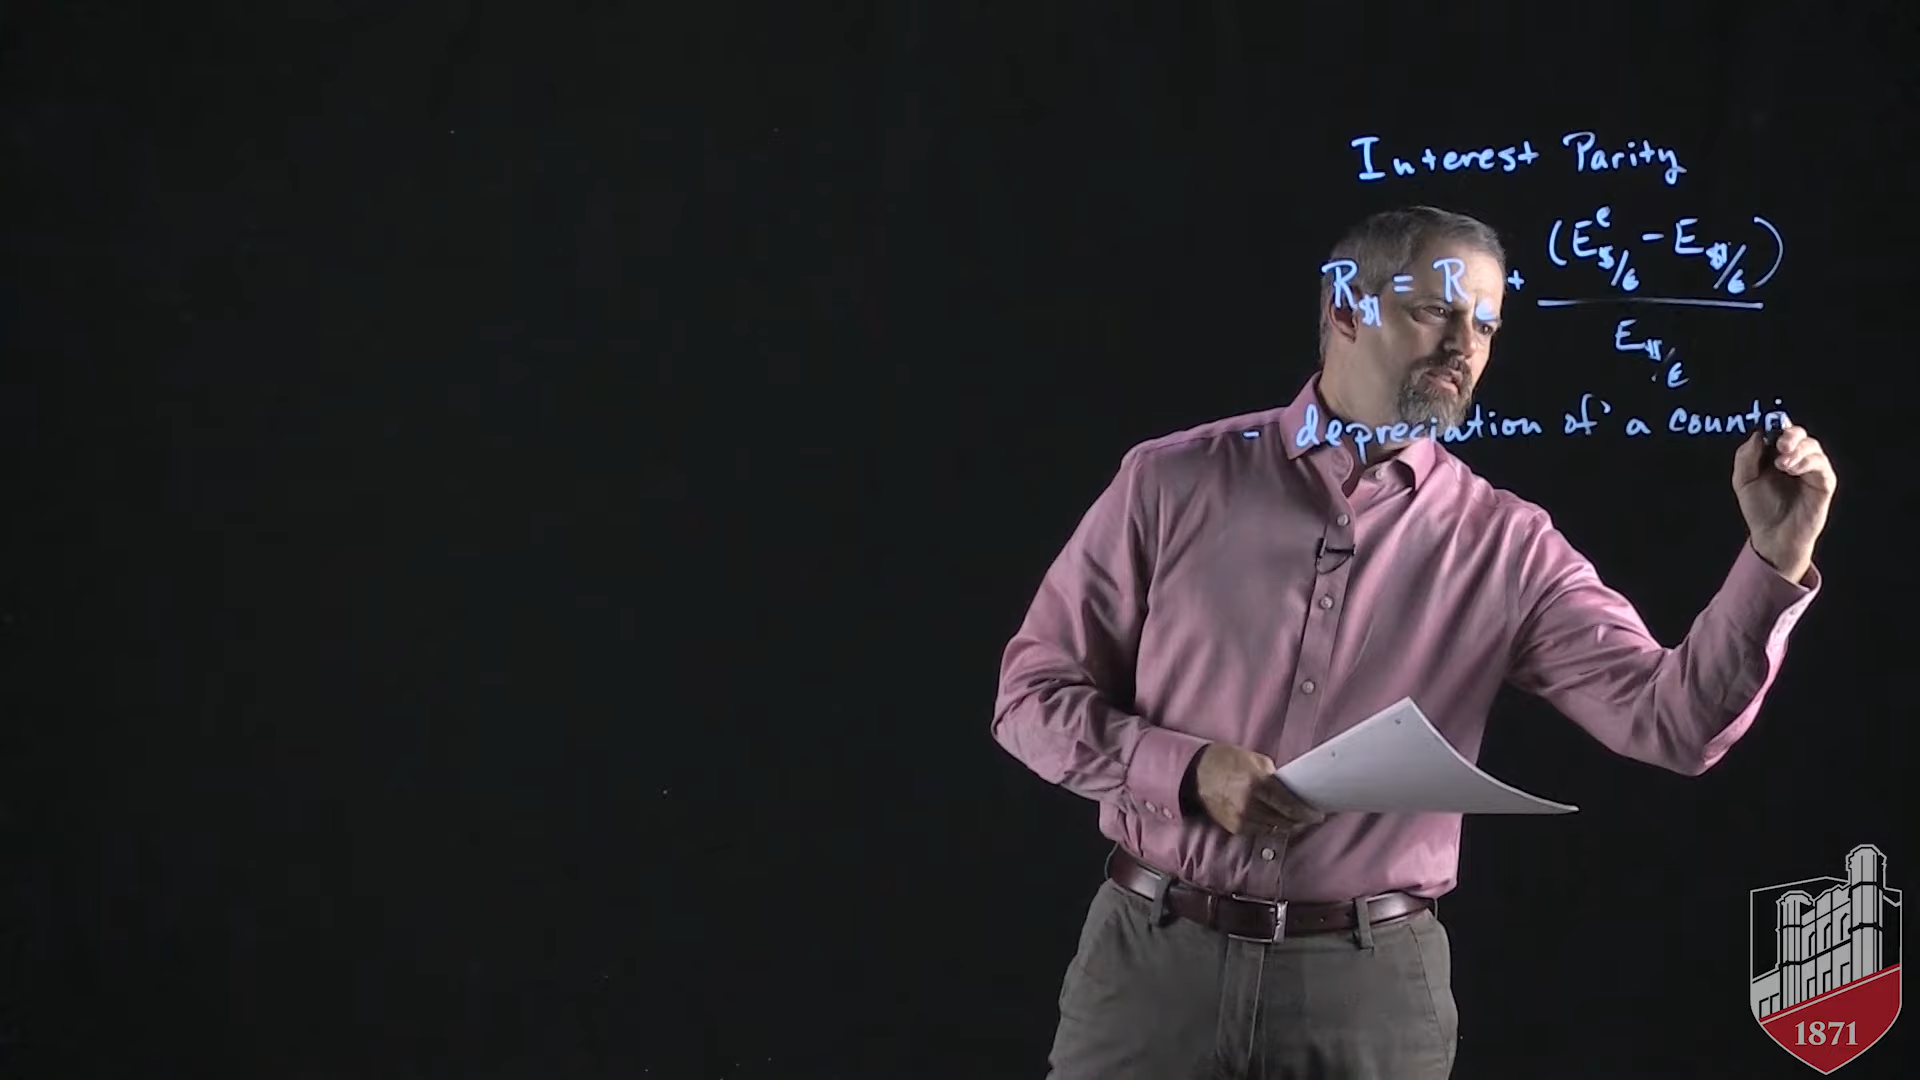 Interest Parity
R$ = R€ + (E^e $/€ - E $/€)
E $/€
- depreciation of a countr
1871